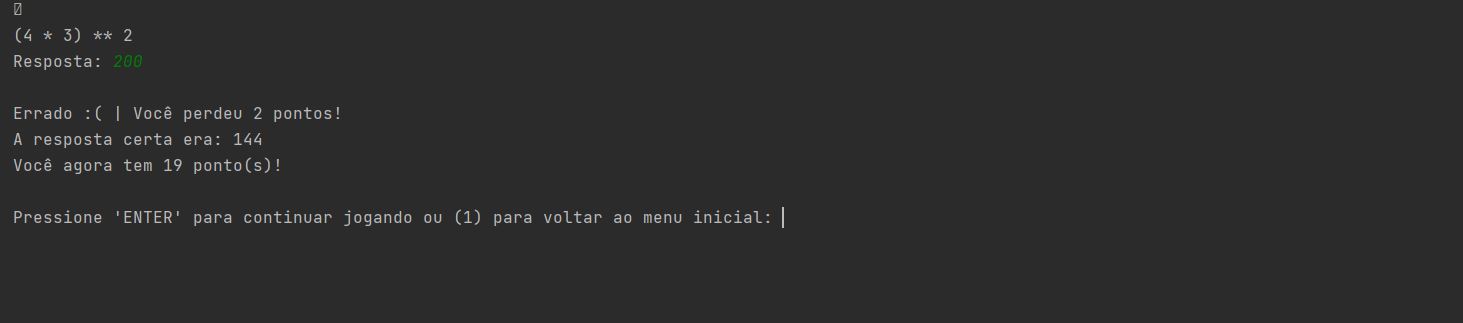 (4 * 3) ** 2
Resposta: 200
Errado :( | Você perdeu 2 pontos!
A resposta certa era: 144
Você agora tem 19 ponto(s)!
Pressione 'ENTER' para continuar jogando ou (1) para voltar ao menu inicial: